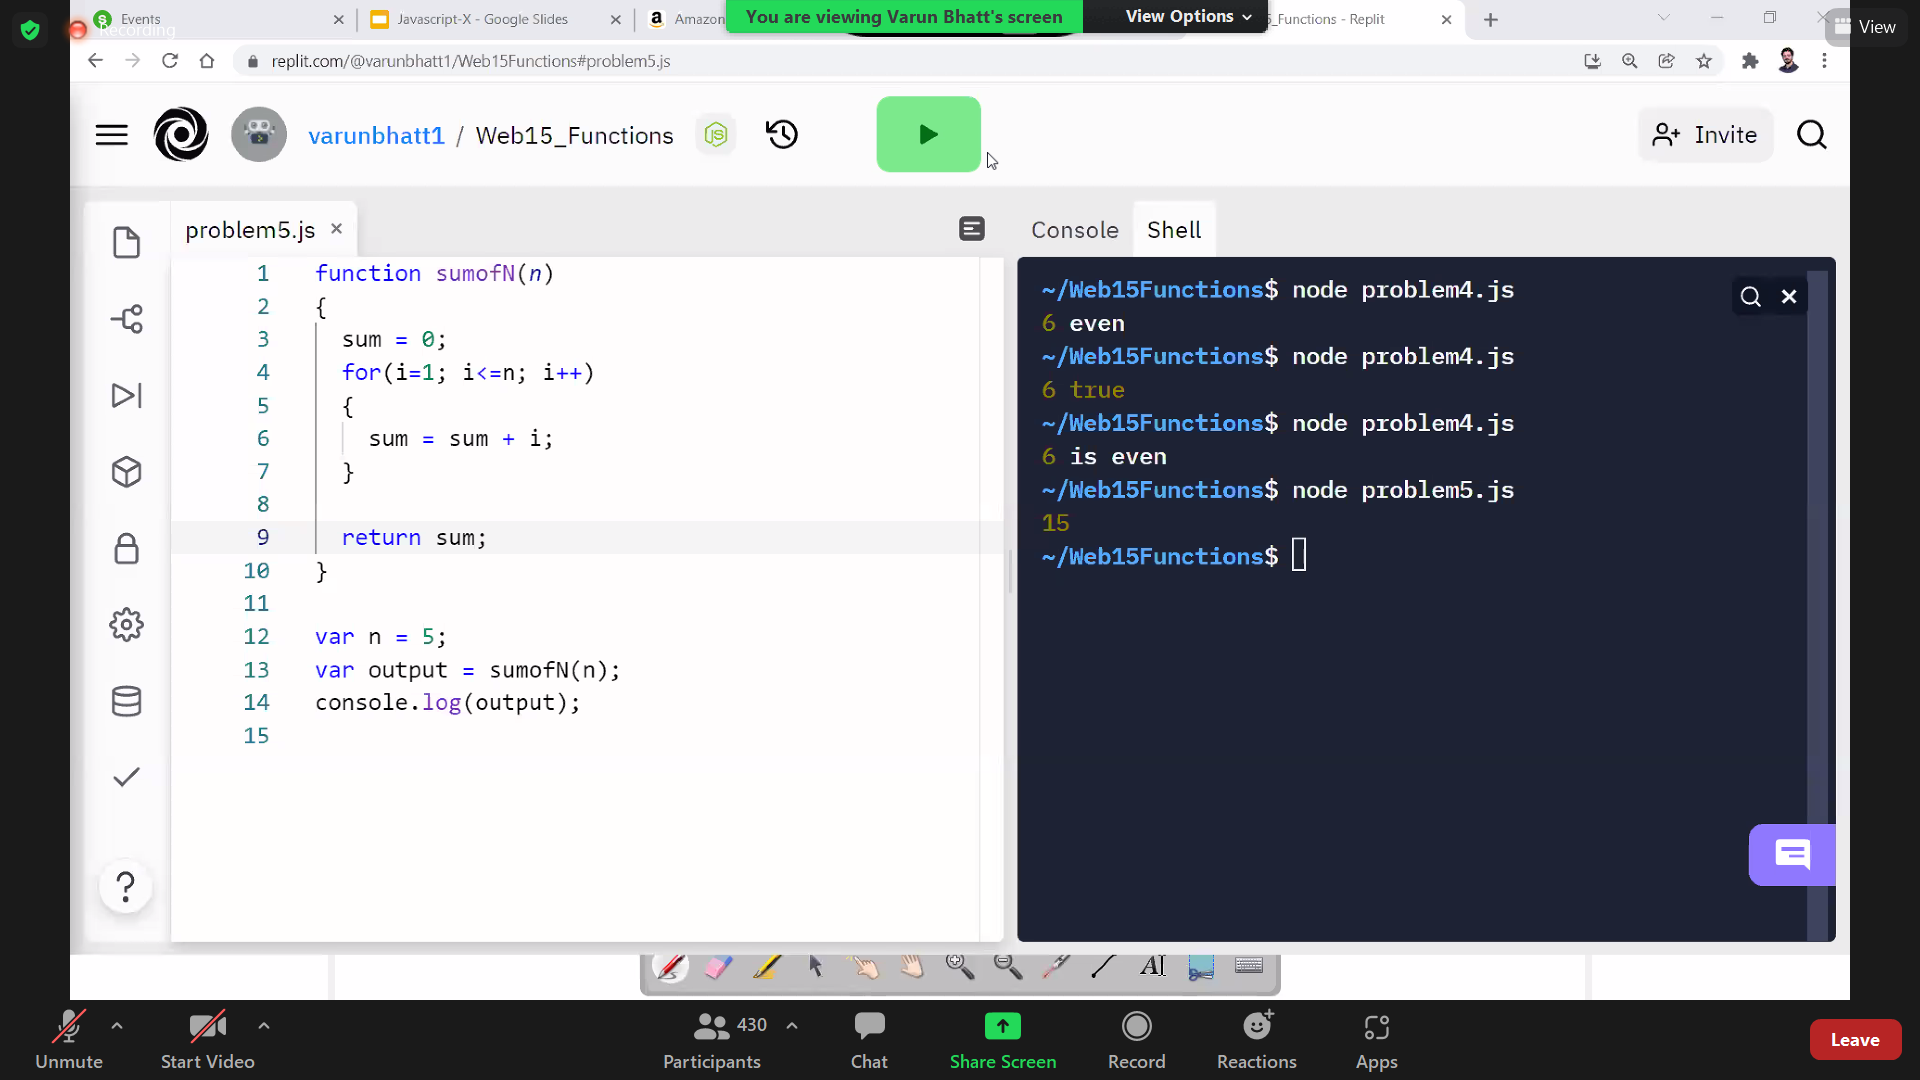 Events
Javascript-X - Google Slides
Amazon
You are viewing Varun Bhatt's screen
View Options
_Functions - Replit
Recording
View
replit.com/@varunbhatt1/Web15Functions#problem5.js
varunbhatt1 / Web15_Functions
Invite
problem5.js
Console
Shell
1 function sumofN(n)
2 {
3 sum = 0;
4 for(i=1; i<=n; i++)
5 {
6 sum = sum + i;
7 }
8
9 return sum;
10 }
11
12 var n = 5;
13 var output = sumofN(n);
14 console.log(output);
15
~/Web15Functions$ node problem4.js
6 even
~/Web15Functions$ node problem4.js
6 true
~/Web15Functions$ node problem4.js
6 is even
~/Web15Functions$ node problem5.js
15
~/Web15Functions$
430
Unmute
Start Video
Participants
Chat
Share Screen
Record
Reactions
Apps
Leave